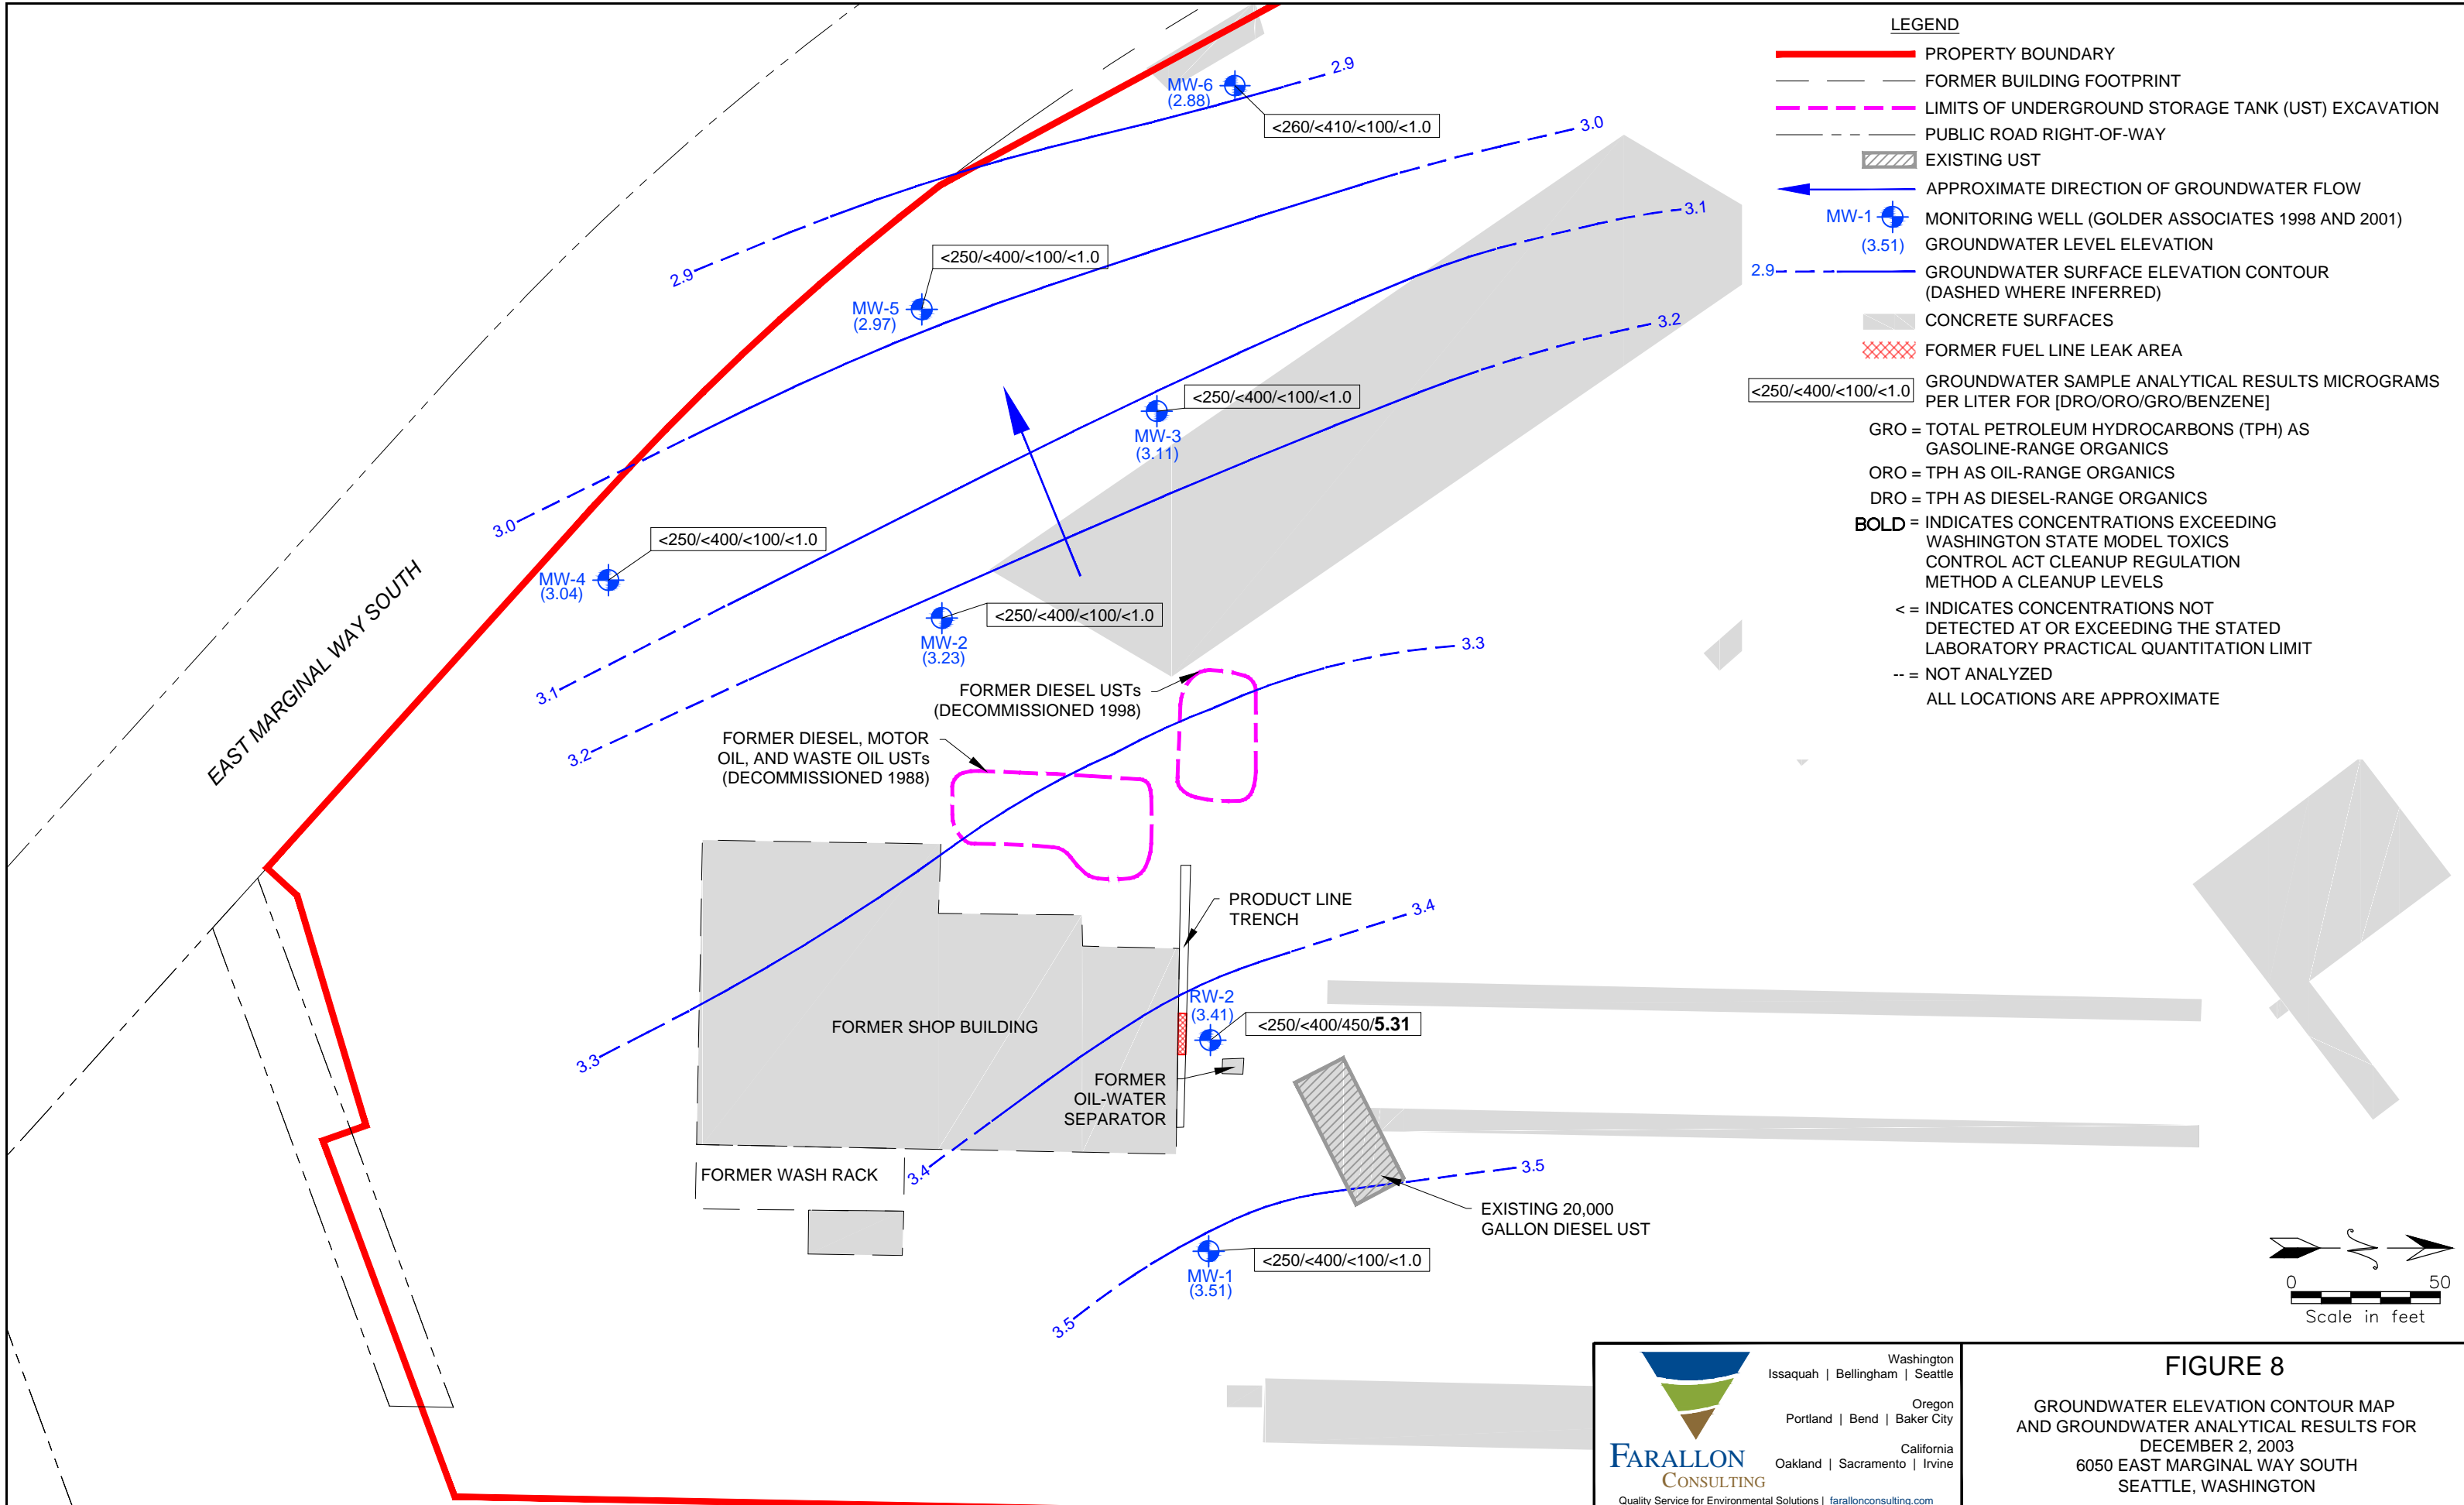 LEGEND
PROPERTY BOUNDARY
FORMER BUILDING FOOTPRINT
LIMITS OF UNDERGROUND STORAGE TANK (UST) EXCAVATION
PUBLIC ROAD RIGHT-OF-WAY
EXISTING UST
APPROXIMATE DIRECTION OF GROUNDWATER FLOW
MW-1 MONITORING WELL (GOLDER ASSOCIATES 1998 AND 2001)
(3.51) GROUNDWATER LEVEL ELEVATION
2.9 GROUNDWATER SURFACE ELEVATION CONTOUR
(DASHED WHERE INFERRED)
CONCRETE SURFACES
FORMER FUEL LINE LEAK AREA
<250/<400/<100/<1.0 GROUNDWATER SAMPLE ANALYTICAL RESULTS MICROGRAMS
PER LITER FOR [DRO/ORO/GRO/BENZENE]
GRO = TOTAL PETROLEUM HYDROCARBONS (TPH) AS
GASOLINE-RANGE ORGANICS
ORO = TPH AS OIL-RANGE ORGANICS
DRO = TPH AS DIESEL-RANGE ORGANICS
BOLD = INDICATES CONCENTRATIONS EXCEEDING
WASHINGTON STATE MODEL TOXICS
CONTROL ACT CLEANUP REGULATION
METHOD A CLEANUP LEVELS
< = INDICATES CONCENTRATIONS NOT
DETECTED AT OR EXCEEDING THE STATED
LABORATORY PRACTICAL QUANTITATION LIMIT
-- = NOT ANALYZED
ALL LOCATIONS ARE APPROXIMATE
2.9
MW-6
(2.88)
<260/<410/<100/<1.0
3.0
3.1
<250/<400/<100/<1.0
2.9
MW-5
(2.97)
3.2
<250/<400/<100/<1.0
MW-3
(3.11)
3.0
<250/<400/<100/<1.0
MW-4
(3.04)
<250/<400/<100/<1.0
MW-2
(3.23)
3.3
EAST MARGINAL WAY SOUTH
3.1
FORMER DIESEL USTs
(DECOMMISSIONED 1998)
3.2
FORMER DIESEL, MOTOR
OIL, AND WASTE OIL USTs
(DECOMMISSIONED 1988)
PRODUCT LINE
TRENCH
3.4
RW-2
(3.41)
<250/<400/450/5.31
FORMER SHOP BUILDING
3.3
FORMER
OIL-WATER
SEPARATOR
FORMER WASH RACK
3.4
3.5
EXISTING 20,000
GALLON DIESEL UST
<250/<400/<100/<1.0
MW-1
(3.51)
3.5
0 50
Scale in feet
Washington
Issaquah | Bellingham | Seattle
Oregon
Portland | Bend | Baker City
California
Oakland | Sacramento | Irvine
FARALLON
CONSULTING
Quality Service for Environmental Solutions | farallonconsulting.com
FIGURE 8
GROUNDWATER ELEVATION CONTOUR MAP
AND GROUNDWATER ANALYTICAL RESULTS FOR
DECEMBER 2, 2003
6050 EAST MARGINAL WAY SOUTH
SEATTLE, WASHINGTON